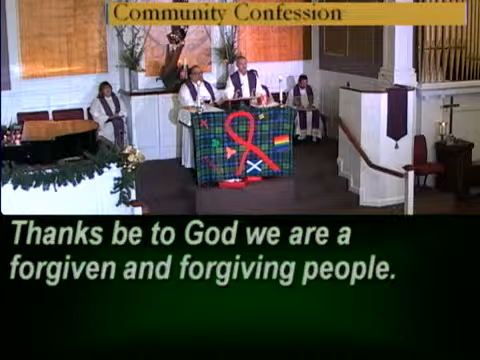 Community Confession
Thanks be to God we are a
forgiven and forgiving people.